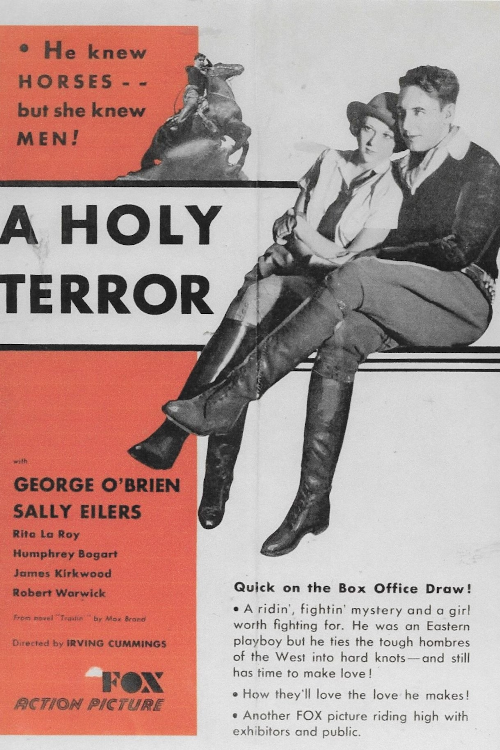 • He knew
HORSES - -
but she knew
MEN!
A HOLY
TERROR
with
GEORGE O'BRIEN
SALLY EILERS
Rita La Roy
Humphrey Bogart
James Kirkwood
Robert Warwick
From novel "Trailin'" by Max Brand
Directed by IRVING CUMMINGS
FOX
ACTION PICTURE
Quick on the Box Office Draw!
• A ridin', fightin' mystery and a girl
worth fighting for. He was an Eastern
playboy but he ties the tough hombres
of the West into hard knots—and still
has time to make love!
• How they'll love the love he makes!
• Another FOX picture riding high with
exhibitors and public.